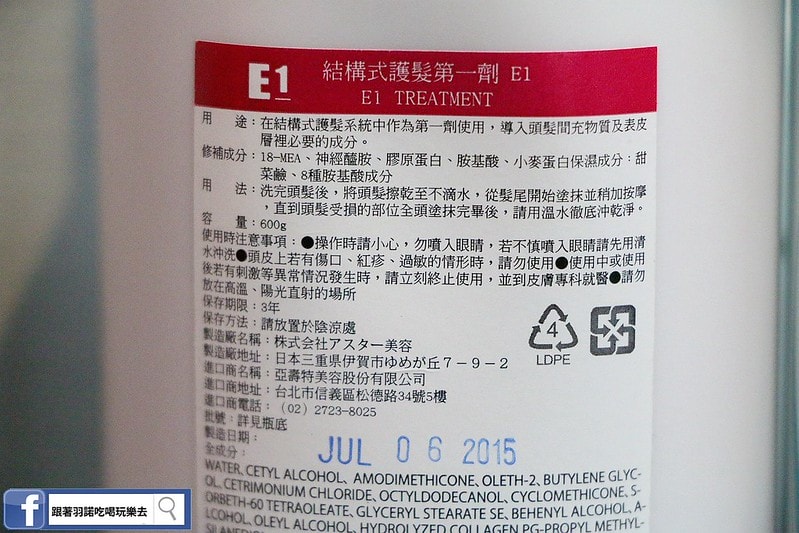 E1 結構式護髮第一劑 E1
E1 TREATMENT
用 途：在結構式護髮系統中作為第一劑使用，導入頭髮間充物質及表皮
層裡必要的成分。
修補成分：18-MEA、神經醯胺、膠原蛋白、胺基酸、小麥蛋白保濕成分：甜
菜鹼、8種胺基酸成分
用 法：洗完頭髮後，將頭髮擦乾至不滴水，從髮尾開始塗抹並稍加按摩
，直到頭髮受損的部位全頭塗抹完畢後，請用溫水徹底沖乾淨。
容 量：600g
使用時注意事項：●操作時請小心，勿噴入眼睛，若不慎噴入眼睛請先用清
水沖洗●頭皮上若有傷口、紅疹、過敏的情形時，請勿使用●使用中或使用
後若有刺激等異常情況發生時，請立刻終止使用，並到皮膚專科就醫●請勿
放在高溫、陽光直射的場所
保存期限：3年
保存方法：請放置於陰涼處
製造廠名稱：株式會社アスター美容
製造廠地址：日本三重県伊賀市ゆめが丘7－9－2
進口商名稱：亞壽特美容股份有限公司
進口商地址：台北市信義區松德路34號5樓
進口商電話：(02) 2723-8025
批號：詳見瓶底
製造日期：
JUL 06 2015
全成分：
WATER, CETYL ALCOHOL, AMODIMETHICONE, OLETH-2, BUTYLENE GLYC-
OL, CETRIMONIUM CHLORIDE, OCTYLDODECANOL, CYCLOMETHICONE, S-
ORBETH-60 TETRAOLEATE, GLYCERYL STEARATE SE, BEHENYL ALCOHOL, A-
LCOHOL, OLEYL ALCOHOL, HYDROLYZED COLLAGEN PG-PROPYL METHYL-
4
LDPE
f 跟著羽諾吃喝玩樂去